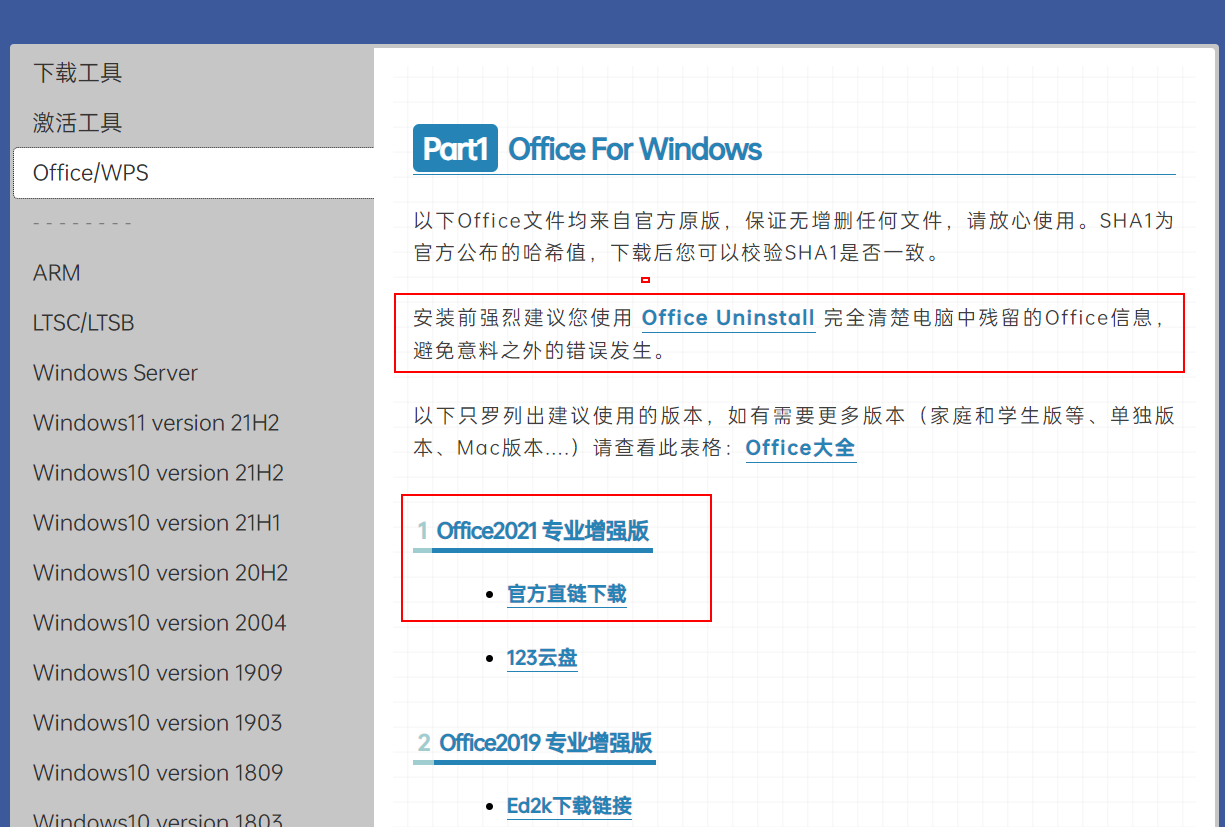 下载工具
激活工具
Office/WPS
- - - - - - - -
ARM
LTSC/LTSB
Windows Server
Windows11 version 21H2
Windows10 version 21H2
Windows10 version 21H1
Windows10 version 20H2
Windows10 version 2004
Windows10 version 1909
Windows10 version 1903
Windows10 version 1809
Windows10 version 1803
Part1 Office For Windows
以下Office文件均来自官方原版，保证无增删任何文件，请放心使用。SHA1为
官方公布的哈希值，下载后您可以校验SHA1是否一致。
安装前强烈建议您使用 Office Uninstall 完全清楚电脑中残留的Office信息，
避免意料之外的错误发生。
以下只罗列出建议使用的版本，如有需要更多版本（家庭和学生版等、单独版
本、Mac版本....）请查看此表格：Office大全
1 Office2021 专业增强版
• 官方直链下载
• 123云盘
2 Office2019 专业增强版
• Ed2k下载链接